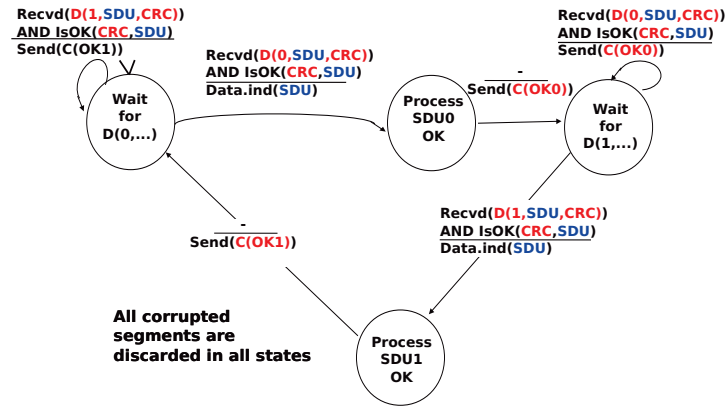 Recvd(D(1,SDU,CRC))
AND IsOK(CRC,SDU)
Send(C(OK1))
Recvd(D(0,SDU,CRC))
AND IsOK(CRC,SDU)
Data.ind(SDU)
-
Send(C(OK0))
Recvd(D(0,SDU,CRC))
AND IsOK(CRC,SDU)
Send(C(OK0))
Wait
for
D(0,...)
Process
SDU0
OK
Wait
for
D(1,...)
Recvd(D(1,SDU,CRC))
AND IsOK(CRC,SDU)
Data.ind(SDU)
-
Send(C(OK1))
Process
SDU1
OK
All corrupted
segments are
discarded in all states